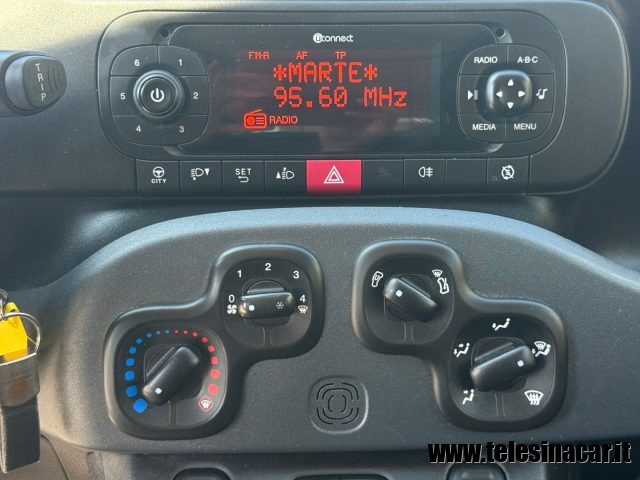 uconnect
FM-A AF TP
*MARTE*
95.60 MHz
RADIO
6 1
5 2
4 3
RADIO A-B-C
MEDIA MENU
TRIP
CITY
SET
0 1 2 3 4
www.telesinacar.it